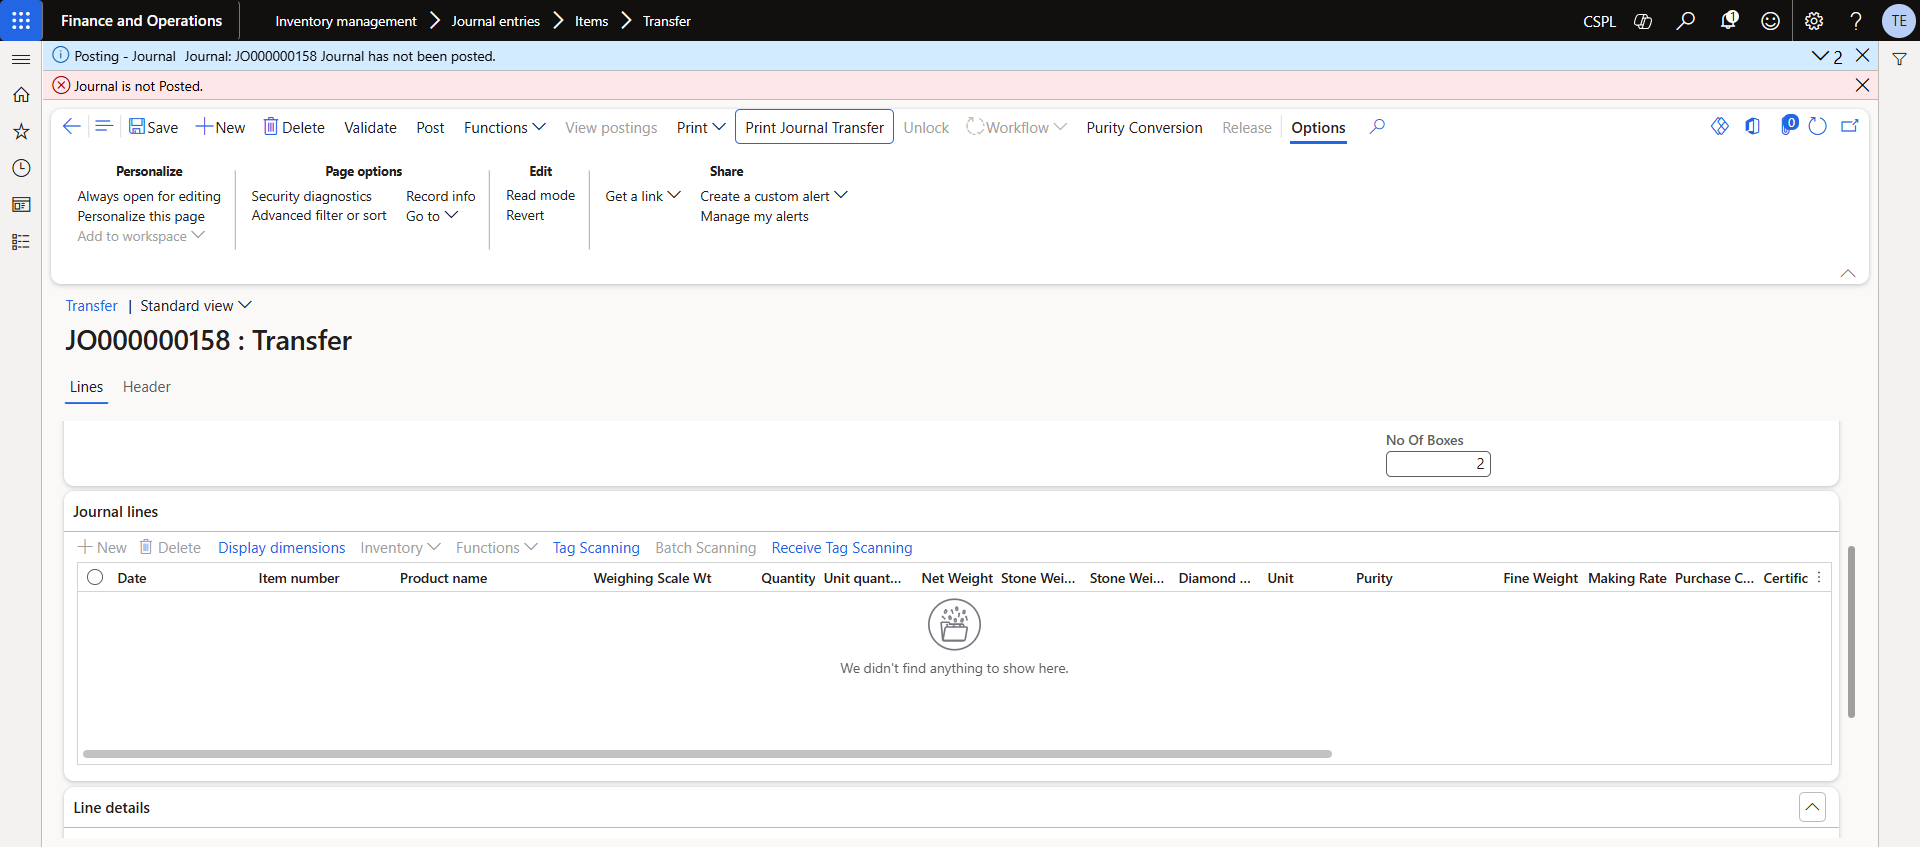 Finance and Operations
Inventory management Journal entries Items Transfer
CSPL
1
TE
Posting - Journal Journal: JO000000158 Journal has not been posted.
2
Journal is not Posted.
Save New Delete Validate Post Functions View postings Print Print Journal Transfer Unlock Workflow Purity Conversion Release Options
0
Personalize
Always open for editing
Personalize this page
Add to workspace
Page options
Security diagnostics Record info
Advanced filter or sort Go to
Edit
Read mode
Revert
Share
Get a link Create a custom alert
Manage my alerts
Transfer | Standard view
JO000000158 : Transfer
Lines Header
No Of Boxes
2
Journal lines
New Delete Display dimensions Inventory Functions Tag Scanning Batch Scanning Receive Tag Scanning
Date Item number Product name Weighing Scale Wt Quantity Unit quant... Net Weight Stone Wei... Stone Wei... Diamond ... Unit Purity Fine Weight Making Rate Purchase C... Certific
We didn't find anything to show here.
Line details